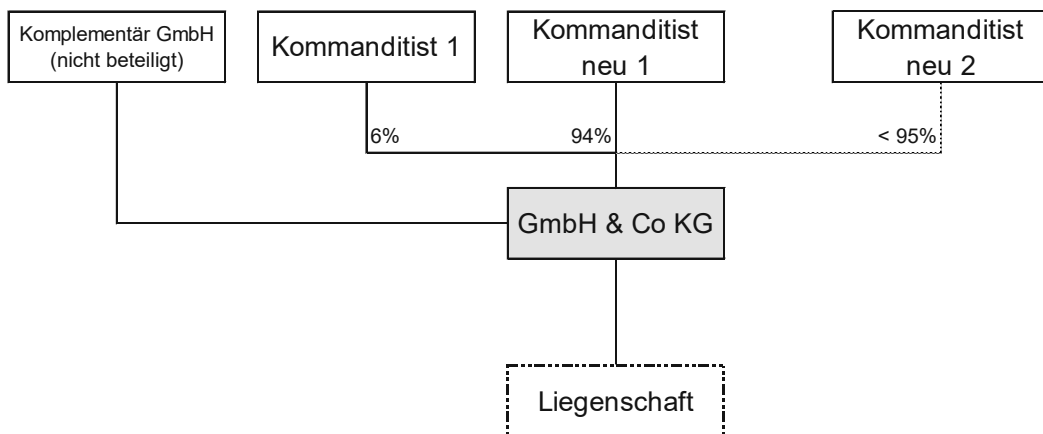 Komplementär GmbH
(nicht beteiligt)
Kommanditist 1
Kommanditist
neu 1
Kommanditist
neu 2
6%
94%
< 95%
GmbH & Co KG
Liegenschaft